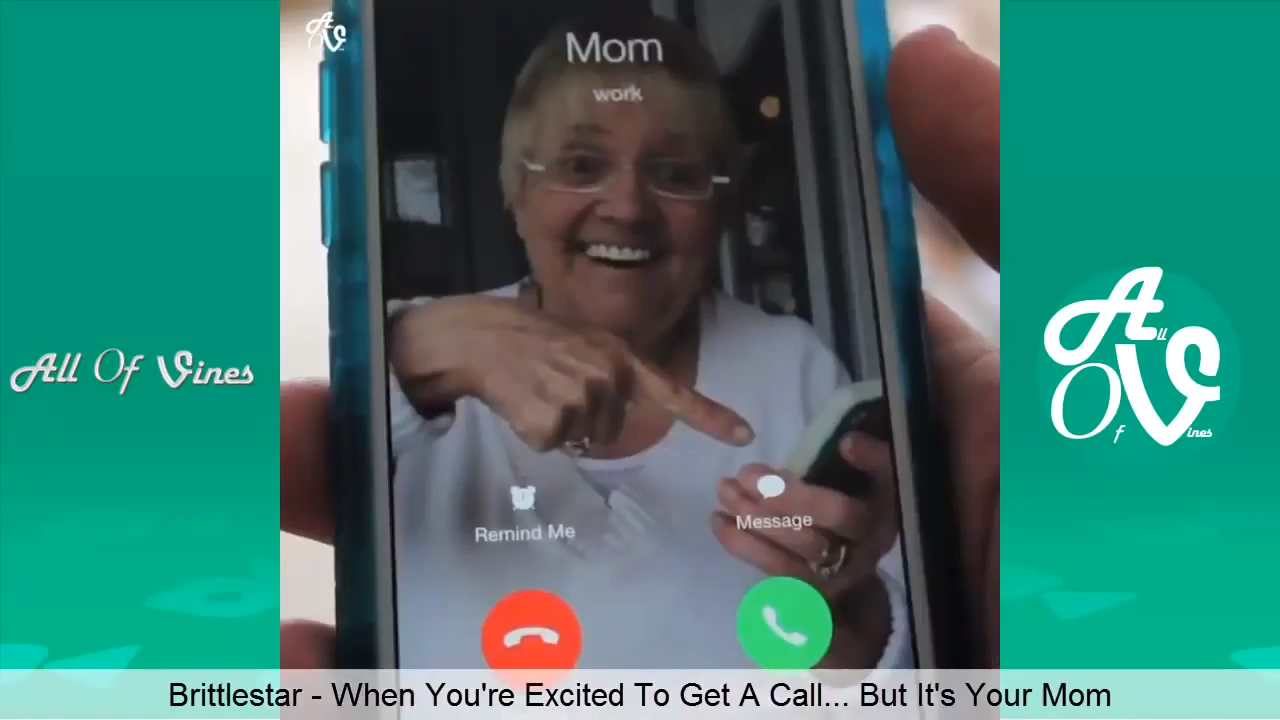 A
Of V
Mom
work
All Of Vines
All
Of Vines
Remind Me
Message
Brittlestar - When You're Excited To Get A Call... But It's Your Mom